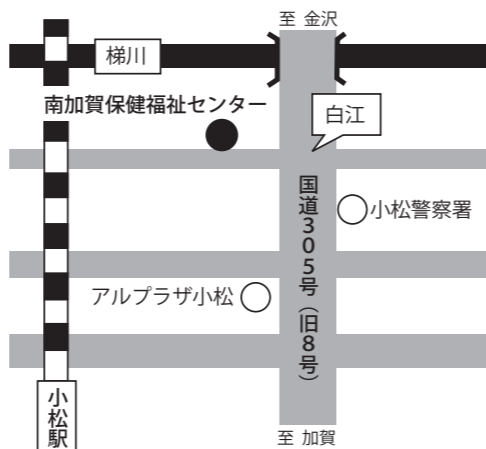 至 金沢
梯川
南加賀保健福祉センター
白江
国道305号(旧8号)
小松警察署
アルプラザ小松
小松駅
至 加賀